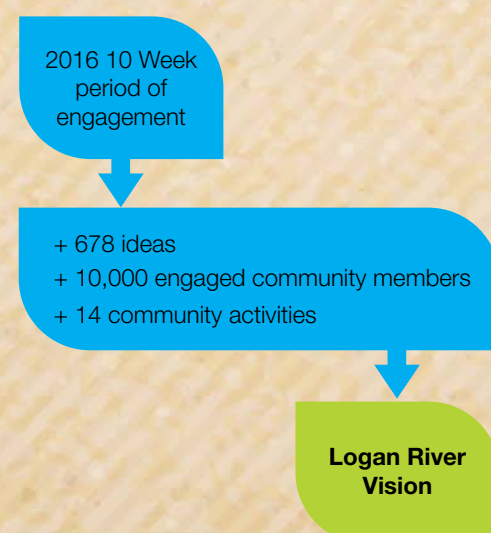 2016 10 Week
period of
engagement
+ 678 ideas
+ 10,000 engaged community members
+ 14 community activities
Logan River
Vision